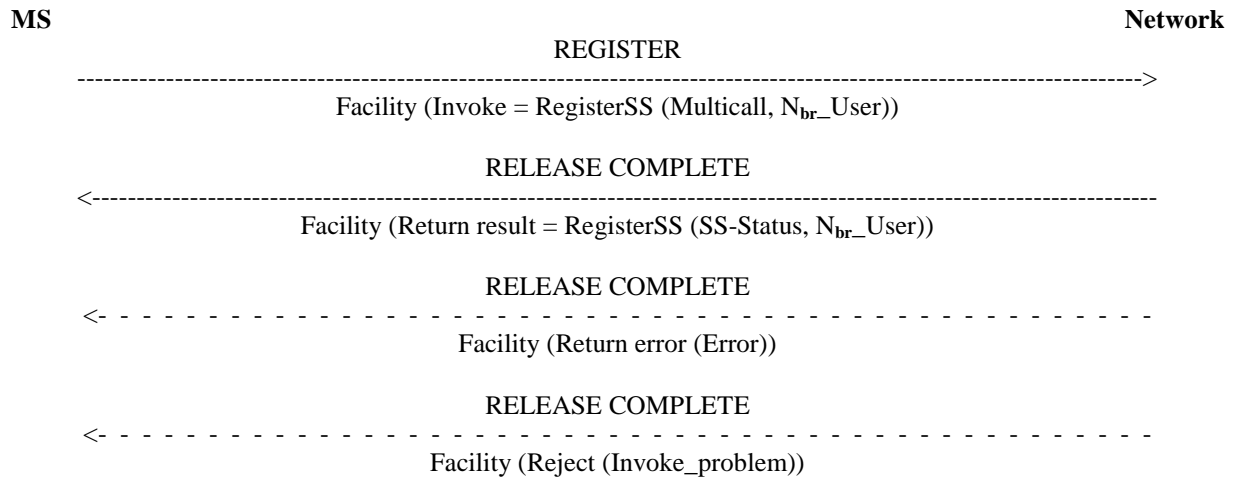 MS Network
REGISTER
------------------------------------------------------------------------------------------------------------------------>
Facility (Invoke = RegisterSS (Multicall, Nbr_User))
RELEASE COMPLETE
<------------------------------------------------------------------------------------------------------------------------
Facility (Return result = RegisterSS (SS-Status, Nbr_User))
RELEASE COMPLETE
<- - - - - - - - - - - - - - - - - - - - - - - - - - - - - - - - - - - - - - - - - - - - - - - - -
Facility (Return error (Error))
RELEASE COMPLETE
<- - - - - - - - - - - - - - - - - - - - - - - - - - - - - - - - - - - - - - - - - - - - - - - - -
Facility (Reject (Invoke_problem))